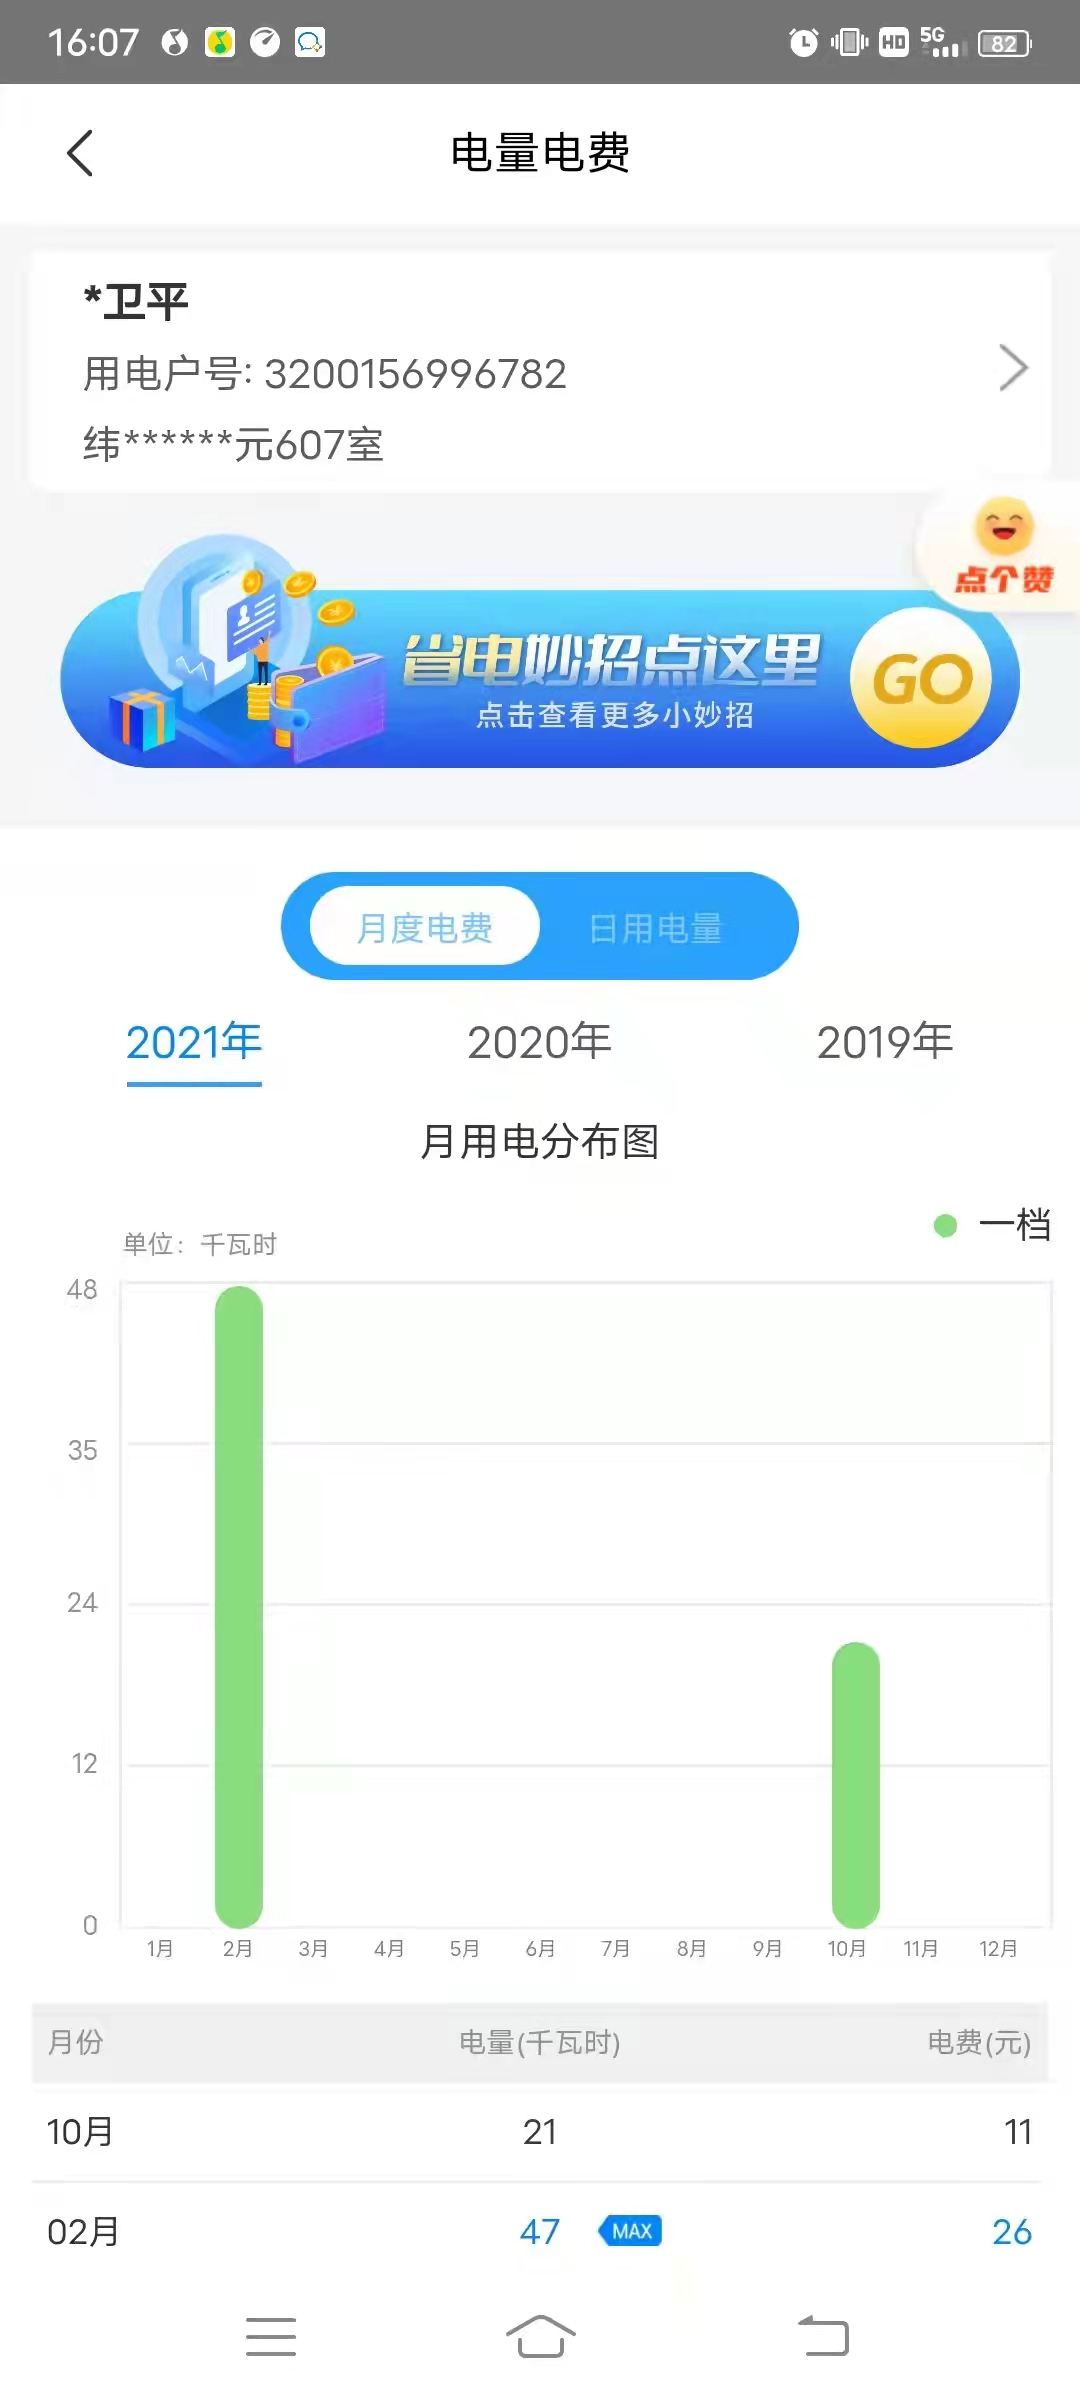 16:07
HD 5G 82
电量电费
*卫平
用电户号: 3200156996782
纬******元607室
点个赞
省电妙招点这里
点击查看更多小妙招
GO
月度电费 日用电量
2021年 2020年 2019年
月用电分布图
一档
单位：千瓦时
48
35
24
12
0
1月 2月 3月 4月 5月 6月 7月 8月 9月 10月 11月 12月
月份 电量(千瓦时) 电费(元)
10月 21 11
02月 47 MAX 26